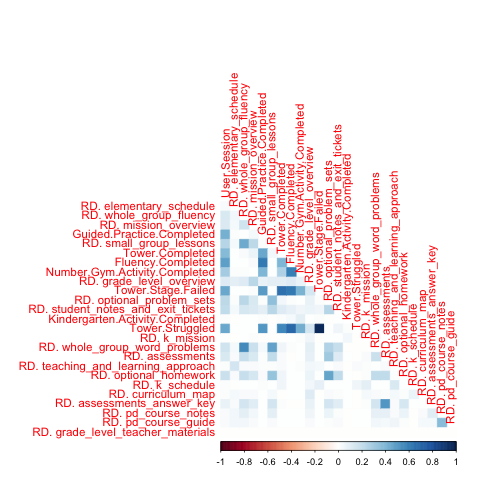 User.Session
RD. elementary_schedule
RD. whole_group_fluency
RD. mission_overview
Guided.Practice.Completed
RD. small_group_lessons
Tower.Completed
Fluency.Completed
Number.Gym.Activity.Completed
RD. grade_level_overview
Tower.Stage.Failed
RD. optional_problem_sets
RD. student_notes_and_exit_tickets
Kindergarten.Activity.Completed
Tower.Struggled
RD. k_mission
RD. whole_group_word_problems
RD. assessments
RD. teaching_and_learning_approach
RD. optional_homework
RD. k_schedule
RD. curriculum_map
RD. assessments_answer_key
RD. pd_course_notes
RD. pd_course_guide
RD. elementary_schedule
RD. whole_group_fluency
RD. mission_overview
Guided.Practice.Completed
RD. small_group_lessons
Tower.Completed
Fluency.Completed
Number.Gym.Activity.Completed
RD. grade_level_overview
Tower.Stage.Failed
RD. optional_problem_sets
RD. student_notes_and_exit_tickets
Kindergarten.Activity.Completed
Tower.Struggled
RD. k_mission
RD. whole_group_word_problems
RD. assessments
RD. teaching_and_learning_approach
RD. optional_homework
RD. k_schedule
RD. curriculum_map
RD. assessments_answer_key
RD. pd_course_notes
RD. pd_course_guide
RD. grade_level_teacher_materials
-1 -0.8 -0.6 -0.4 -0.2 0 0.2 0.4 0.6 0.8 1